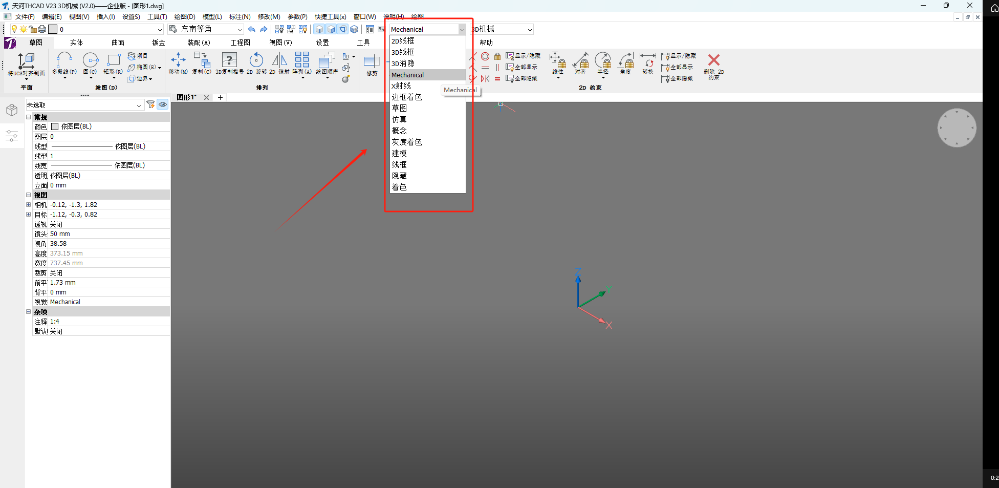 天河THCAD V23 3D机械 (V2.0)——企业版 - [图形1.dwg]
文件(F) 编辑(E) 视图(V) 插入(I) 设置S) 工具(T) 绘图(D) 模型(L) 标注(N) 修改(M) 参数(P) 快捷工具(x) 窗口(W) 说明(H) 绘图
0 东南等角 Mechanical 3D机械
草图 实体 曲面 钣金 装配(A) 工程图 视图(V) 设置 工具 帮助
将UCS对齐到面
平面
多段线(P) 圆(C) 矩形(R)
项目
椭圆(E)
边界
绘图(D)
移动(M) 复制(C) 3D复制指导 2D 旋转 2D 镜射 阵列(A) 绘图顺序
排列
修剪
显示/隐藏
全部显示
全部隐藏
线性 对齐 半径 角度 转换
显示/隐藏
全部显示
全部隐藏
删除 2D
约束
2D 约束
2D线框
3D线框
3D消隐
Mechanical
X射线
边框着色
草图
仿真
概念
灰度着色
建模
线框
隐藏
着色
Mechanical
图形1*
未选取
常规
颜色 依图层(BL)
图层 0
线型 依图层(BL)
线型 1
线宽 依图层(BL)
透明 依图层(BL)
立面 0 mm
视图
相机 -0.12, -1.3, 1.82
目标 -1.12, -0.3, 0.82
透视 关闭
镜头 50 mm
视角 38.58
高度 373.15 mm
宽度 737.45 mm
裁剪 关闭
前平 1.73 mm
背平 0 mm
视觉 Mechanical
杂项
注释 1:4
默认 关闭
Z
Y
X
0:2